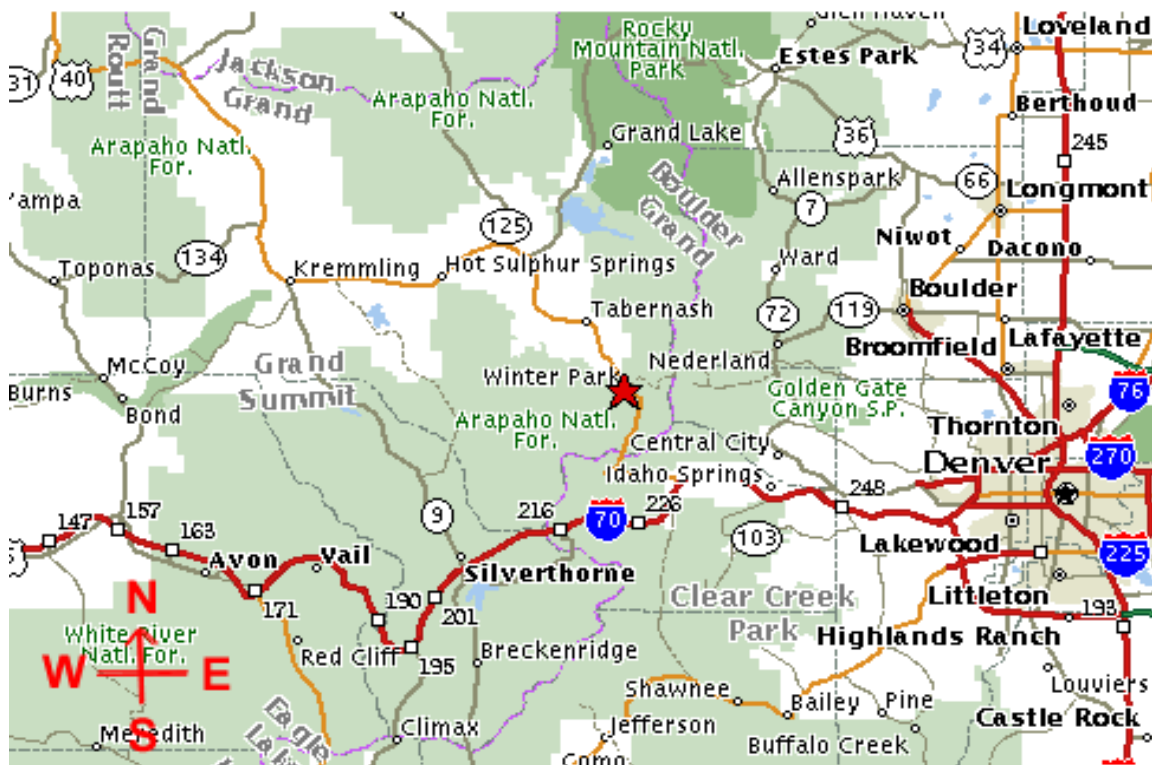 Glen Haven
Loveland
34
Rocky
Mountain Natl.
Park
Estes Park
Grand
Routt
Jackson
Grand
40
31
Arapaho Natl.
For.
Berthoud
Arapaho Natl.
For.
Grand Lake
36
245
Allenspark
66
Longmont
Boulder
Grand
7
125
Niwot
Dacono
134
Toponas
Kremmling
Hot Sulphur Springs
Ward
Boulder
Tabernash
72
119
Lafayette
Broomfield
McCoy
Grand
Summit
Nederland
Burns
Winter Park
Golden Gate
Canyon S.P.
76
Bond
Arapaho Natl.
For.
Thornton
Central City
Denver
270
Idaho Springs
248
147
157
163
216
70
226
9
103
Lakewood
225
Avon
Vail
Silverthorne
171
190
201
195
Littleton
193
Clear Creek
Park
Highlands Ranch
N
W
E
S
White River
Natl. For.
Red Cliff
Breckenridge
Louviers
Shawnee
Bailey
Pine
Castle Rock
Meredith
Eagle
Climax
Jefferson
Buffalo Creek
Como